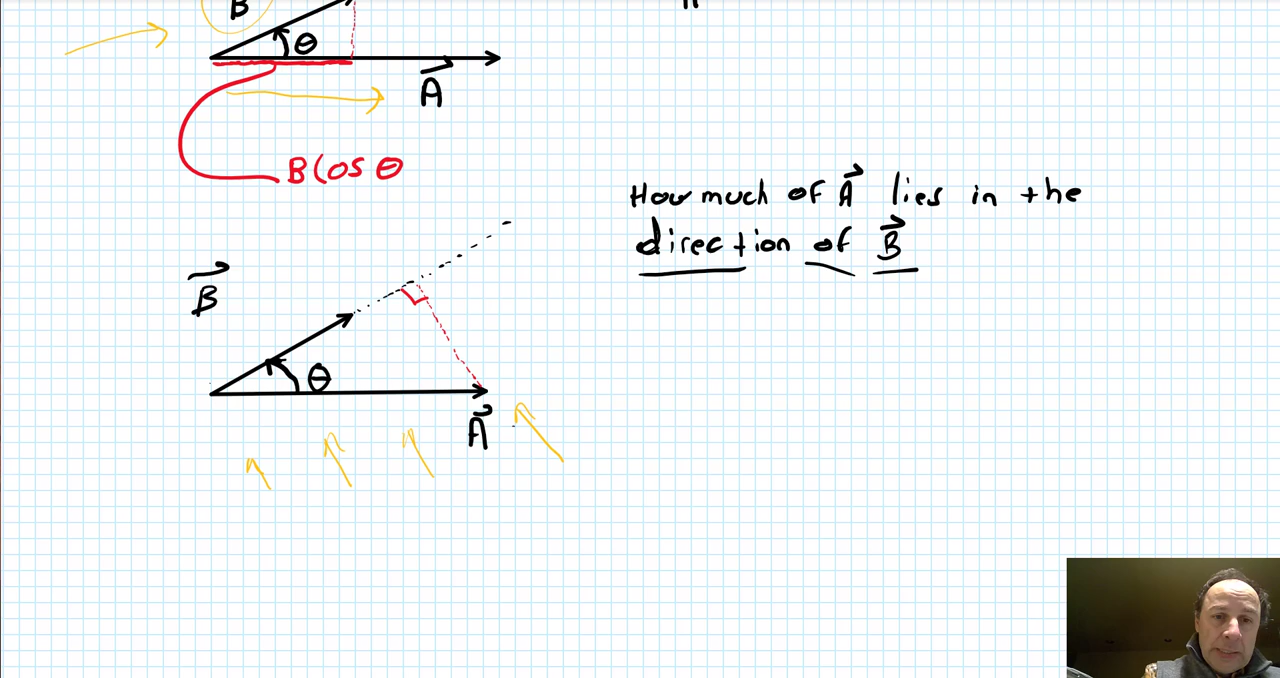 B
θ
A
B cos θ
How much of A lies in the
direction of B
B
θ
A